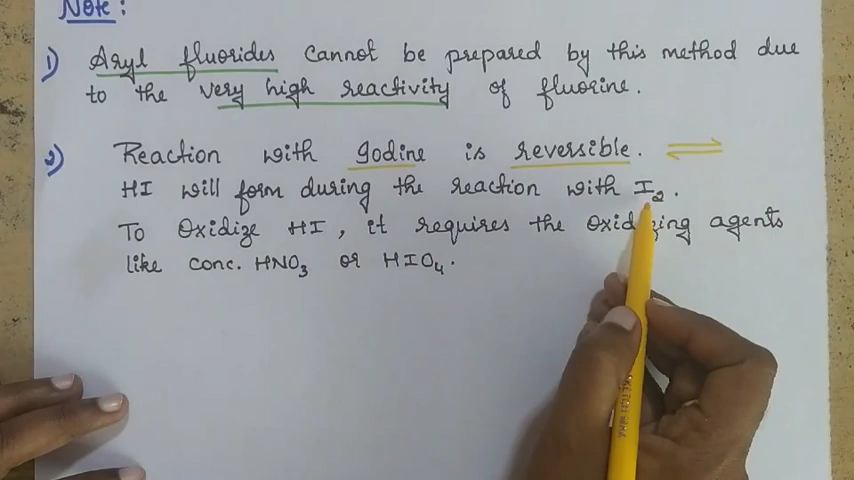 Note:
1) Aryl fluorides cannot be prepared by this method due
to the very high reactivity of fluorine.
2) Reaction with Iodine is reversible. ⇌
HI will form during the reaction with I₂.
To Oxidize HI, it requires the Oxidizing agents
like conc. HNO₃ or HIO₄.